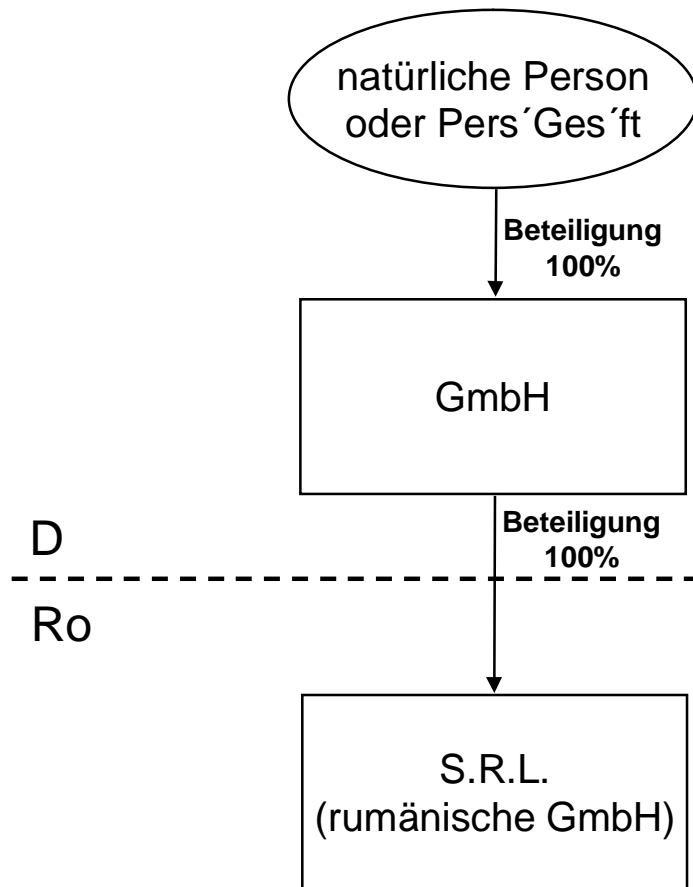 natürliche Person
oder Pers´Ges´ft
Beteiligung
100%
GmbH
Beteiligung
100%
D
Ro
S.R.L.
(rumänische GmbH)